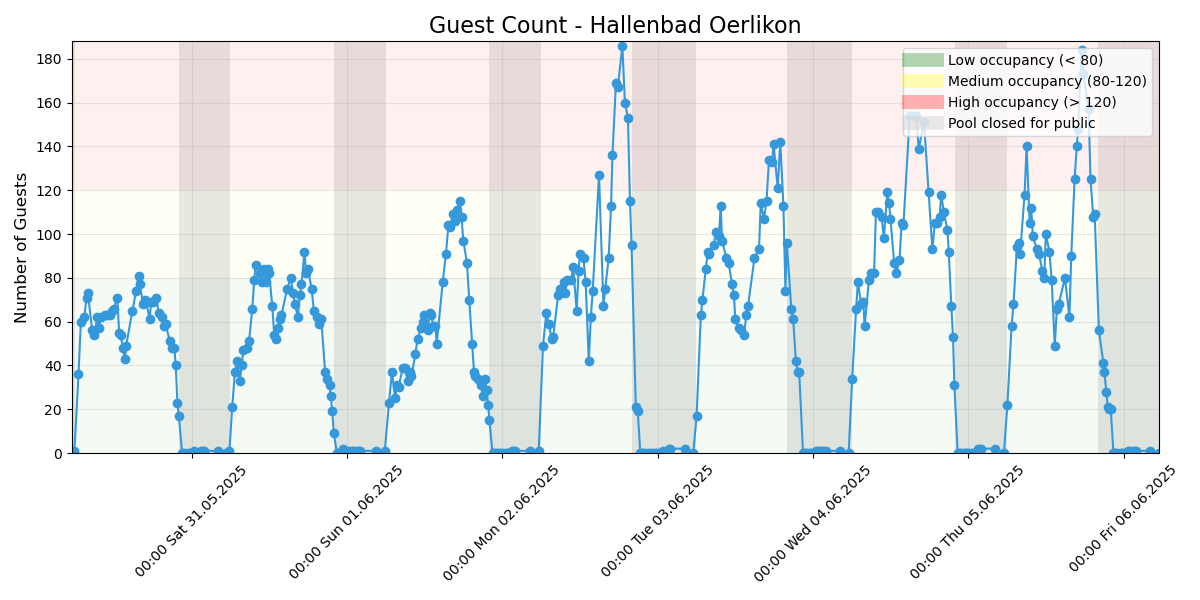 Guest Count - Hallenbad Oerlikon
Number of Guests
180
160
140
120
100
80
60
40
20
0
Low occupancy (< 80)
Medium occupancy (80-120)
High occupancy (> 120)
Pool closed for public
00:00 Sat 31.05.2025
00:00 Sun 01.06.2025
00:00 Mon 02.06.2025
00:00 Tue 03.06.2025
00:00 Wed 04.06.2025
00:00 Thu 05.06.2025
00:00 Fri 06.06.2025